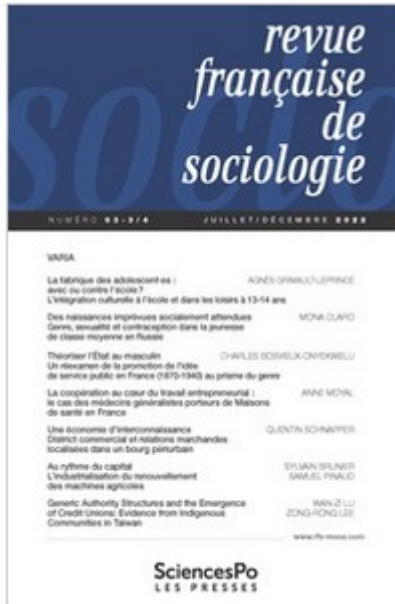 revue
française
de
sociologie
socio
NUMÉRO 63-3/4 JUILLET/DÉCEMBRE 2022
VARIA
La fabrique des adolescent·es : AGNÈS GRIMAULT-LEPRINCE
avec ou contre l'école ?
L'intégration culturelle à l'école et dans les loisirs à 13-14 ans
Des naissances imprévues socialement attendues MONA CLARO
Genre, sexualité et contraception dans la jeunesse
de classe moyenne en Russie
Théoriser l'État au masculin CHARLES BOSVIEUX-ONYEKWELU
Un réexamen de la promotion de l'idée
de service public en France (1870-1940) au prisme du genre
La coopération au cœur du travail entrepreneurial : ANNE MOYAL
le cas des médecins généralistes porteurs de Maisons
de santé en France
Une économie d'interconnaissance QUENTIN SCHNAPPER
District commercial et relations marchandes
localisées dans un bourg périurbain
Au rythme du capital SYLVAIN BRUNIER
L'industrialisation du renouvellement SAMUEL PINAUD
des machines agricoles
Generic Authority Structures and the Emergence WAN-ZI LU
of Credit Unions: Evidence from Indigenous ZONG-RONG LEE
Communities in Taiwan
www.rfs-revue.com
SciencesPo
LES PRESSES